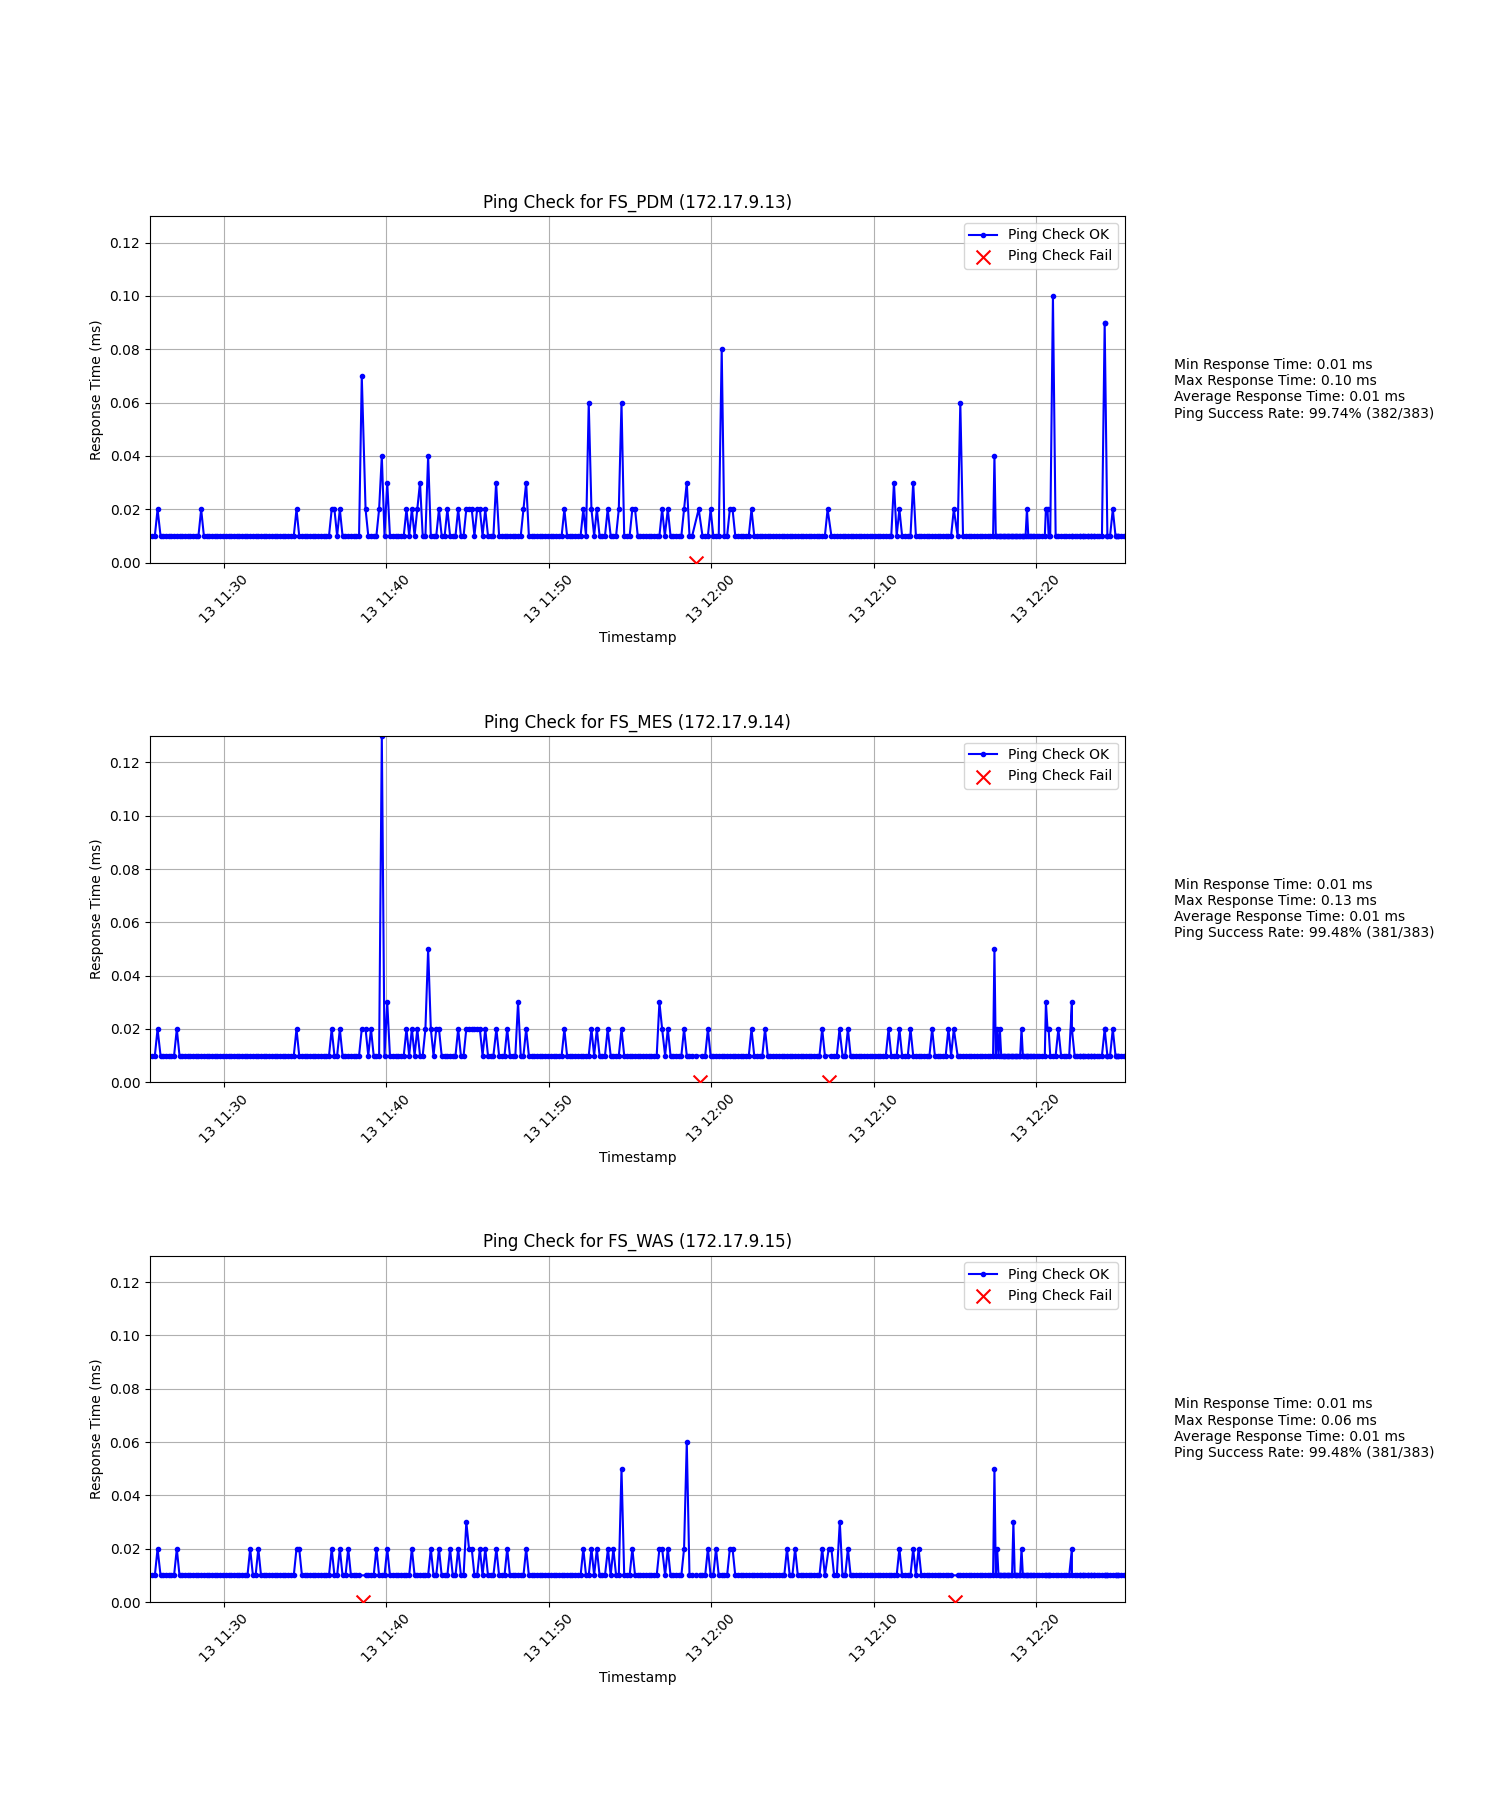 Ping Check for FS_PDM (172.17.9.13)
0.12
0.10
0.08
0.06
0.04
0.02
0.00
Response Time (ms)
Ping Check OK
Ping Check Fail
13 11:30
13 11:40
13 11:50
13 12:00
13 12:10
13 12:20
Timestamp
Min Response Time: 0.01 ms
Max Response Time: 0.10 ms
Average Response Time: 0.01 ms
Ping Success Rate: 99.74% (382/383)
Ping Check for FS_MES (172.17.9.14)
0.12
0.10
0.08
0.06
0.04
0.02
0.00
Response Time (ms)
Ping Check OK
Ping Check Fail
13 11:30
13 11:40
13 11:50
13 12:00
13 12:10
13 12:20
Timestamp
Min Response Time: 0.01 ms
Max Response Time: 0.13 ms
Average Response Time: 0.01 ms
Ping Success Rate: 99.48% (381/383)
Ping Check for FS_WAS (172.17.9.15)
0.12
0.10
0.08
0.06
0.04
0.02
0.00
Response Time (ms)
Ping Check OK
Ping Check Fail
13 11:30
13 11:40
13 11:50
13 12:00
13 12:10
13 12:20
Timestamp
Min Response Time: 0.01 ms
Max Response Time: 0.06 ms
Average Response Time: 0.01 ms
Ping Success Rate: 99.48% (381/383)